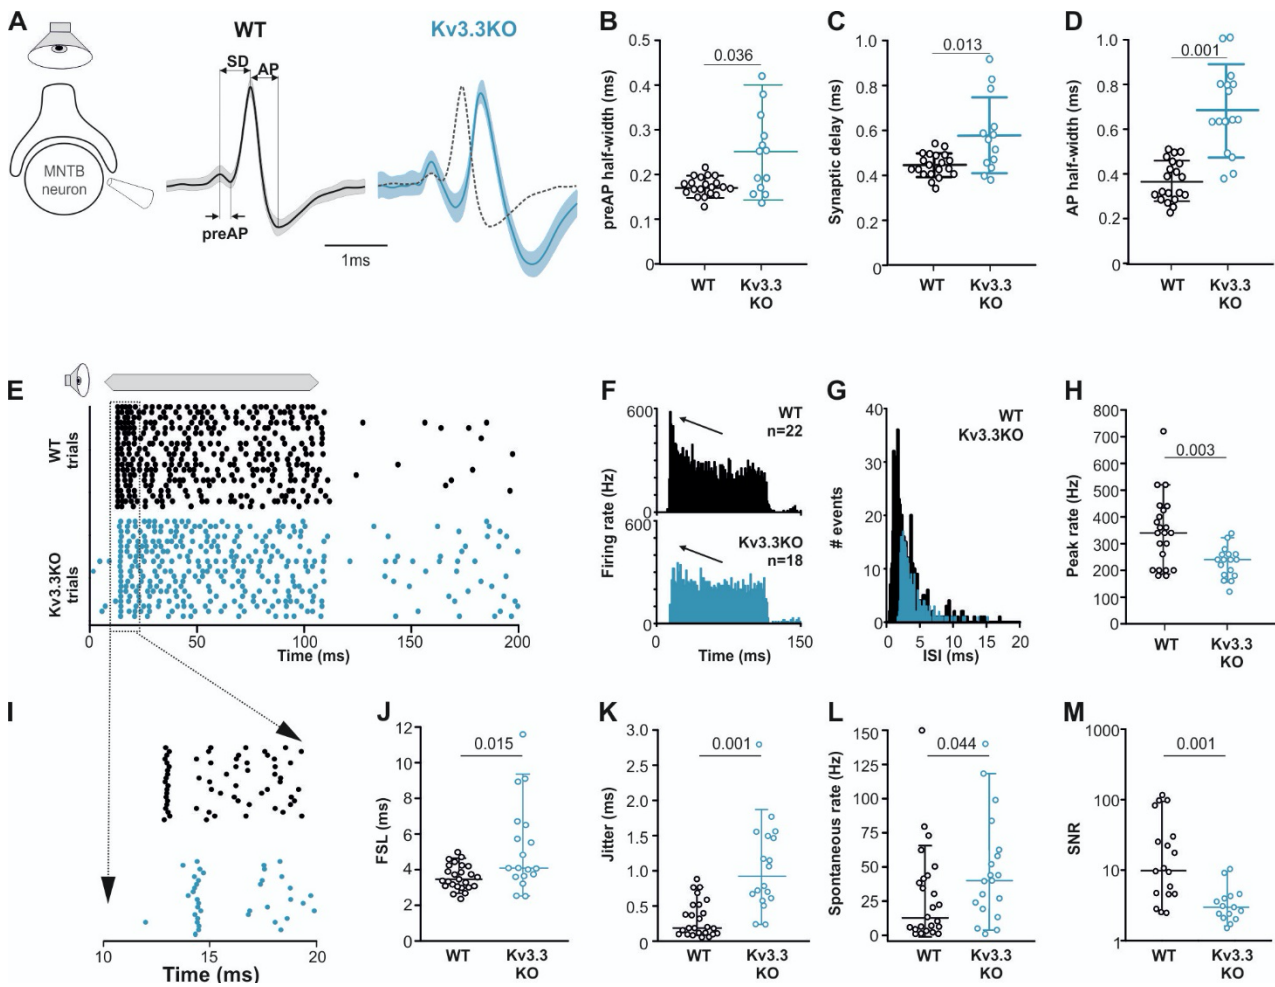 A
WT
Kv3.3KO
SD
AP
MNTB
neuron
preAP
1ms
B
preAP half-width (ms)
0.5
0.4
0.3
0.2
0.1
0
0.036
WT
Kv3.3
KO
C
Synaptic delay (ms)
1.0
0.8
0.6
0.4
0.2
0
0.013
WT
Kv3.3
KO
D
AP half-width (ms)
1.0
0.8
0.6
0.4
0.2
0
0.001
WT
Kv3.3
KO
E
WT
trials
Kv3.3KO
trials
0 50 100 150 200
Time (ms)
F
Firing rate (Hz)
600
WT
n=22
0
600
Kv3.3KO
n=18
0
0 150
Time (ms)
G
# events
40
30
20
10
0
WT
Kv3.3KO
0 5 10 15 20
ISI (ms)
H
Peak rate (Hz)
800
700
600
500
400
300
200
100
0
0.003
WT
Kv3.3
KO
I
10 15 20
Time (ms)
J
FSL (ms)
12
10
8
6
4
2
0
0.015
WT
Kv3.3
KO
K
Jitter (ms)
3.0
2.5
2.0
1.5
1.0
0.5
0
0.001
WT
Kv3.3
KO
L
Spontaneous rate (Hz)
150
125
100
75
50
25
0
0.044
WT
Kv3.3
KO
M
SNR
1000
100
10
1
0.001
WT
Kv3.3
KO